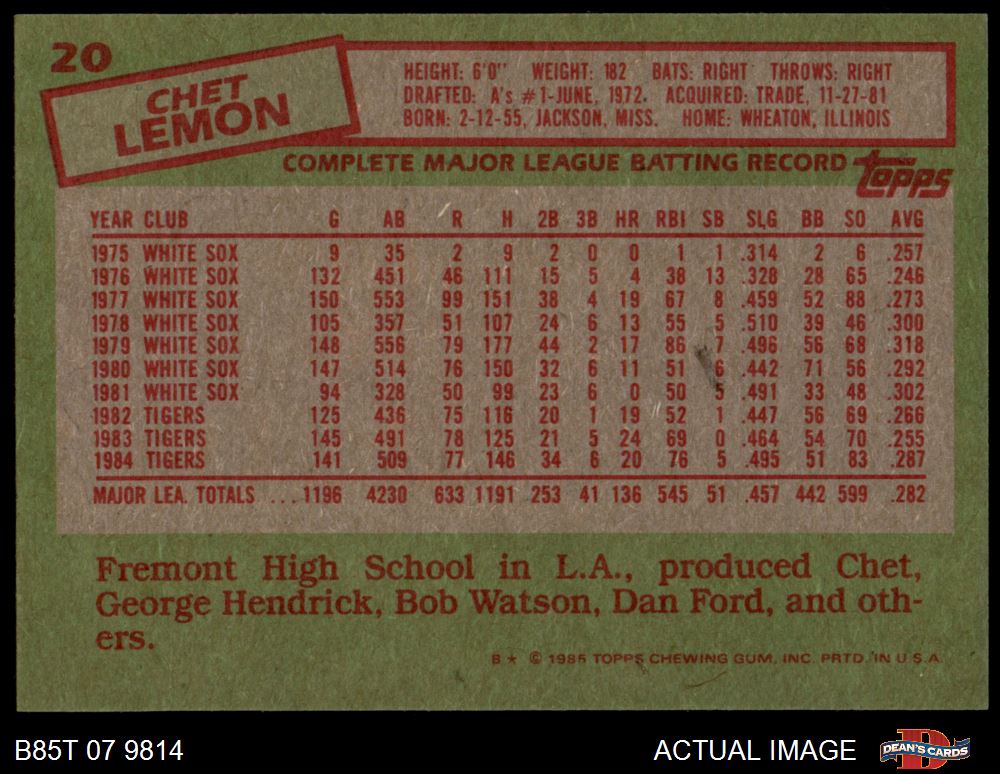 20
CHET
LEMON
HEIGHT: 6'0" WEIGHT: 182 BATS: RIGHT THROWS: RIGHT
DRAFTED: A's #1-JUNE, 1972. ACQUIRED: TRADE, 11-27-81
BORN: 2-12-55, JACKSON, MISS. HOME: WHEATON, ILLINOIS
COMPLETE MAJOR LEAGUE BATTING RECORD topps
YEAR CLUB G AB R H 2B 3B HR RBI SB SLG BB SO AVG
1975 WHITE SOX 9 35 2 9 2 0 0 1 1 .314 2 6 .257
1976 WHITE SOX 132 451 46 111 15 5 4 38 13 .328 28 65 .246
1977 WHITE SOX 150 553 99 151 38 4 19 67 8 .459 52 88 .273
1978 WHITE SOX 105 357 51 107 24 6 13 55 5 .510 39 46 .300
1979 WHITE SOX 148 556 79 177 44 2 17 86 7 .496 56 68 .318
1980 WHITE SOX 147 514 76 150 32 6 11 51 6 .442 71 56 .292
1981 WHITE SOX 94 328 50 99 23 6 0 50 5 .491 33 48 .302
1982 TIGERS 125 436 75 116 20 1 19 52 1 .447 56 69 .266
1983 TIGERS 145 491 78 125 21 5 24 69 0 .464 54 70 .255
1984 TIGERS 141 509 77 146 34 6 20 76 5 .495 51 83 .287
MAJOR LEA. TOTALS ...1196 4230 633 1191 253 41 136 545 51 .457 442 599 .282
Fremont High School in L.A., produced Chet,
George Hendrick, Bob Watson, Dan Ford, and oth-
ers.
B ★ © 1985 TOPPS CHEWING GUM, INC. PRTD. IN U.S.A.
B85T 07 9814 ACTUAL IMAGE DEAN'S CARDS